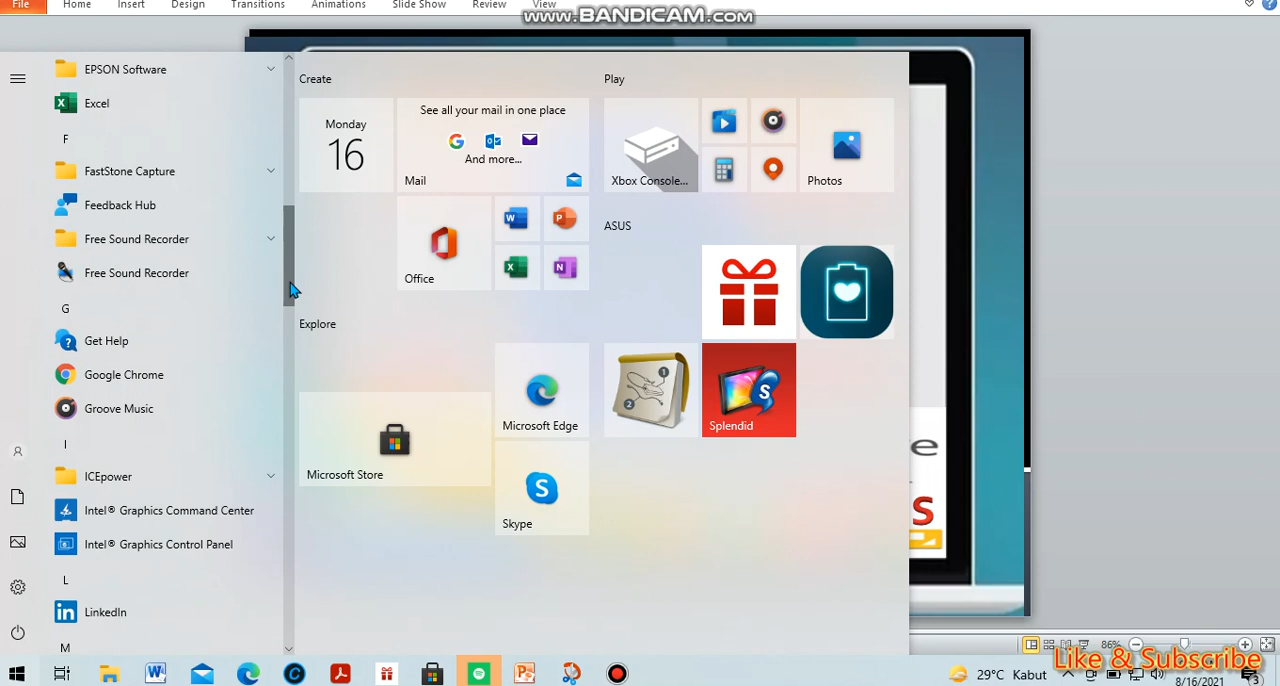 File Home Insert Design Transitions Animations Slide Show Review View
www.BANDICAM.com
EPSON Software
Excel
F
FastStone Capture
Feedback Hub
Free Sound Recorder
Free Sound Recorder
G
Get Help
Google Chrome
Groove Music
I
ICEpower
Intel® Graphics Command Center
Intel® Graphics Control Panel
L
LinkedIn
M
Create
Monday
16
See all your mail in one place
And more...
Mail
Office
Explore
Microsoft Edge
Microsoft Store
Skype
Play
Xbox Console...
Photos
ASUS
1
2
S
Splendid
e
S
86%
Like & Subscribe
29°C Kabut
8/16/2021
3